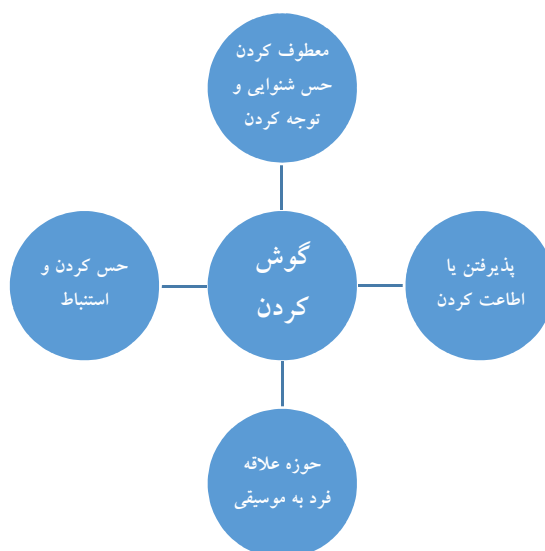 معطوف کردن
حس شنوایی و
توجه کردن
گوش
کردن
پذیرفتن یا
اطاعت کردن
حس کردن و
استنباط
حوزه علاقه
فرد به موسیقی